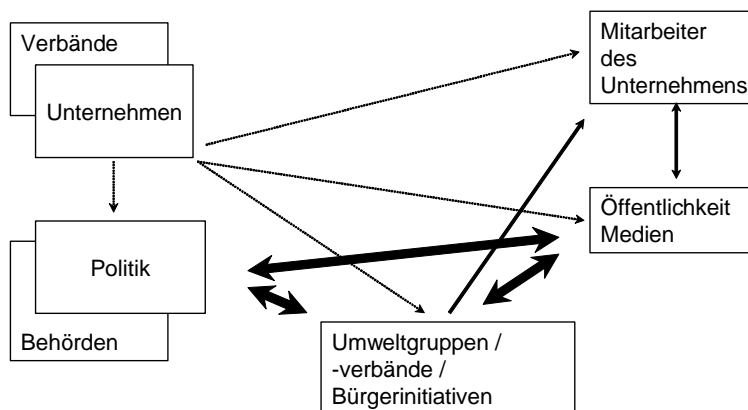 Verbände
Unternehmen
Mitarbeiter
des
Unternehmens
Öffentlichkeit
Medien
Politik
Behörden
Umweltgruppen /
-verbände /
Bürgerinitiativen